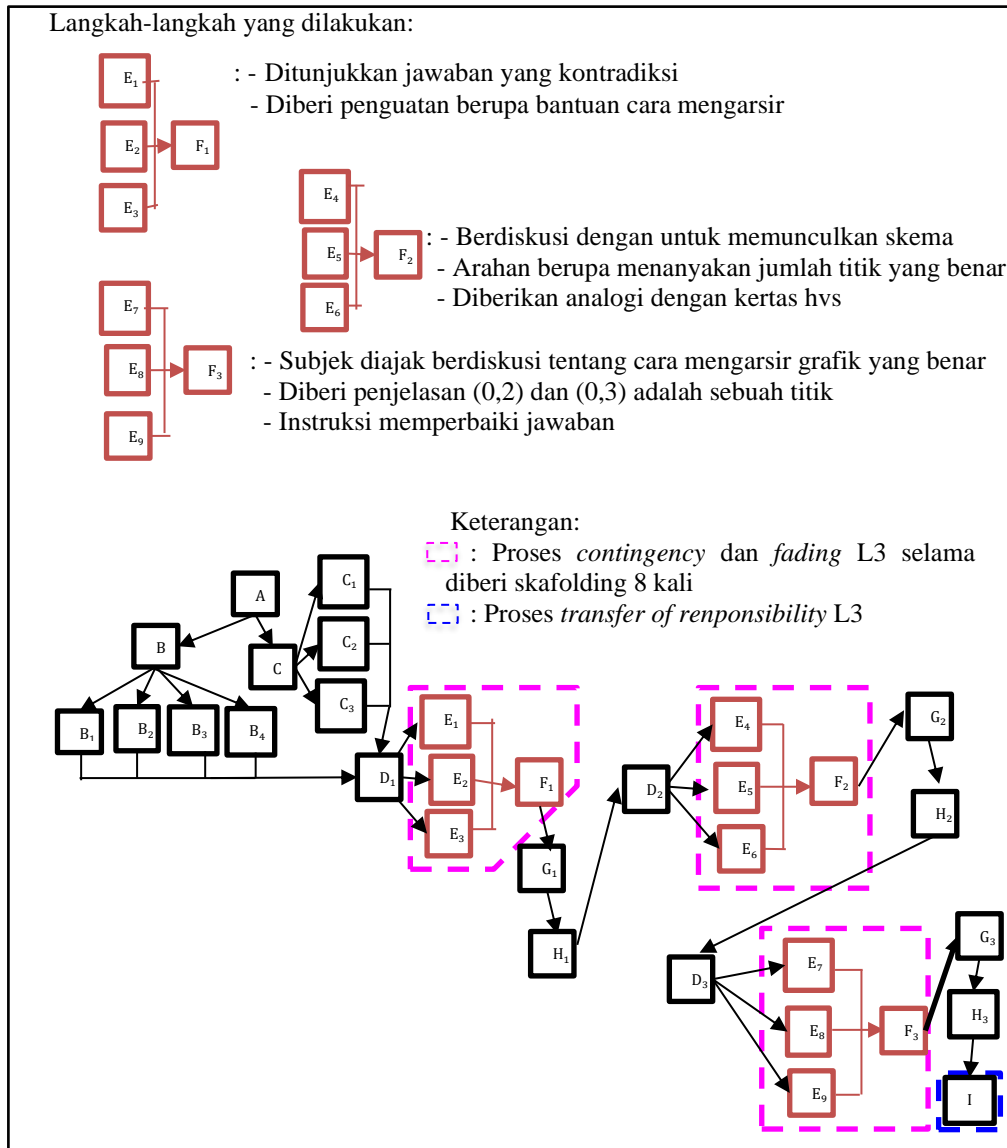 Langkah-langkah yang dilakukan:
E₁
: - Ditunjukkan jawaban yang kontradiksi
- Diberi penguatan berupa bantuan cara mengarsir
E₂
F₁
E₃
E₄
: - Berdiskusi dengan untuk memunculkan skema
E₅
F₂
- Arahan berupa menanyakan jumlah titik yang benar
E₆
- Diberikan analogi dengan kertas hvs
E₇
: - Subjek diajak berdiskusi tentang cara mengarsir grafik yang benar
E₈
F₃
- Diberi penjelasan (0,2) dan (0,3) adalah sebuah titik
- Instruksi memperbaiki jawaban
E₉
Keterangan:
: Proses contingency dan fading L3 selama
diberi skafolding 8 kali
: Proses transfer of renponsibility L3
A
C₁
B
C
C₂
C₃
B₁
B₂
B₃
B₄
D₁
E₁
E₂
E₃
F₁
G₁
H₁
D₂
E₄
E₅
E₆
F₂
G₂
H₂
D₃
E₇
E₈
E₉
F₃
G₃
H₃
I